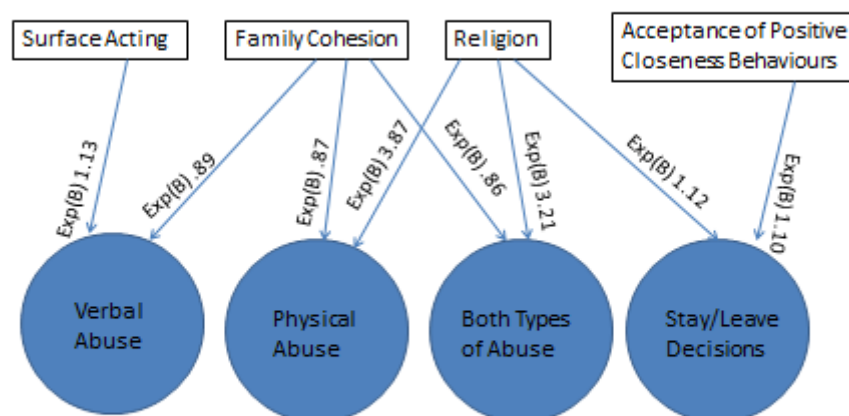 Surface Acting
Family Cohesion
Religion
Acceptance of Positive
Closeness Behaviours
Exp(B) 1.13
Exp(B) .89
Exp(B) .87
Exp(B) 3.87
Exp(B) .86
Exp(B) 3.21
Exp(B) 1.12
Exp(B) 1.10
Verbal
Abuse
Physical
Abuse
Both Types
of Abuse
Stay/Leave
Decisions